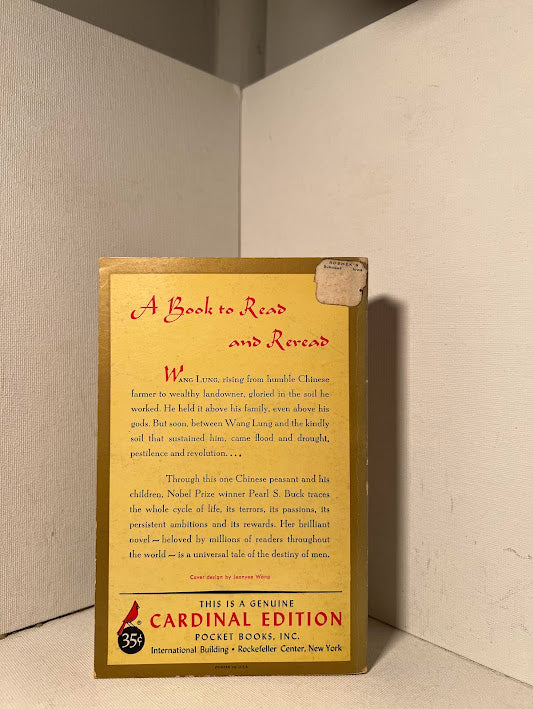 ROSHEK'S
Dubuque Iowa
A Book to Read
and Reread
WANG LUNG, rising from humble Chinese
farmer to wealthy landowner, gloried in the soil he
worked. He held it above his family, even above his
gods. But soon, between Wang Lung and the kindly
soil that sustained him, came flood and drought,
pestilence and revolution. . . .
Through this one Chinese peasant and his
children, Nobel Prize winner Pearl S. Buck traces
the whole cycle of life, its terrors, its passions, its
persistent ambitions and its rewards. Her brilliant
novel — beloved by millions of readers throughout
the world — is a universal tale of the destiny of men.
Cover design by Jeanyee Wong
THIS IS A GENUINE
CARDINAL EDITION
35¢
POCKET BOOKS, INC.
International Building • Rockefeller Center, New York
PRINTED IN U.S.A.